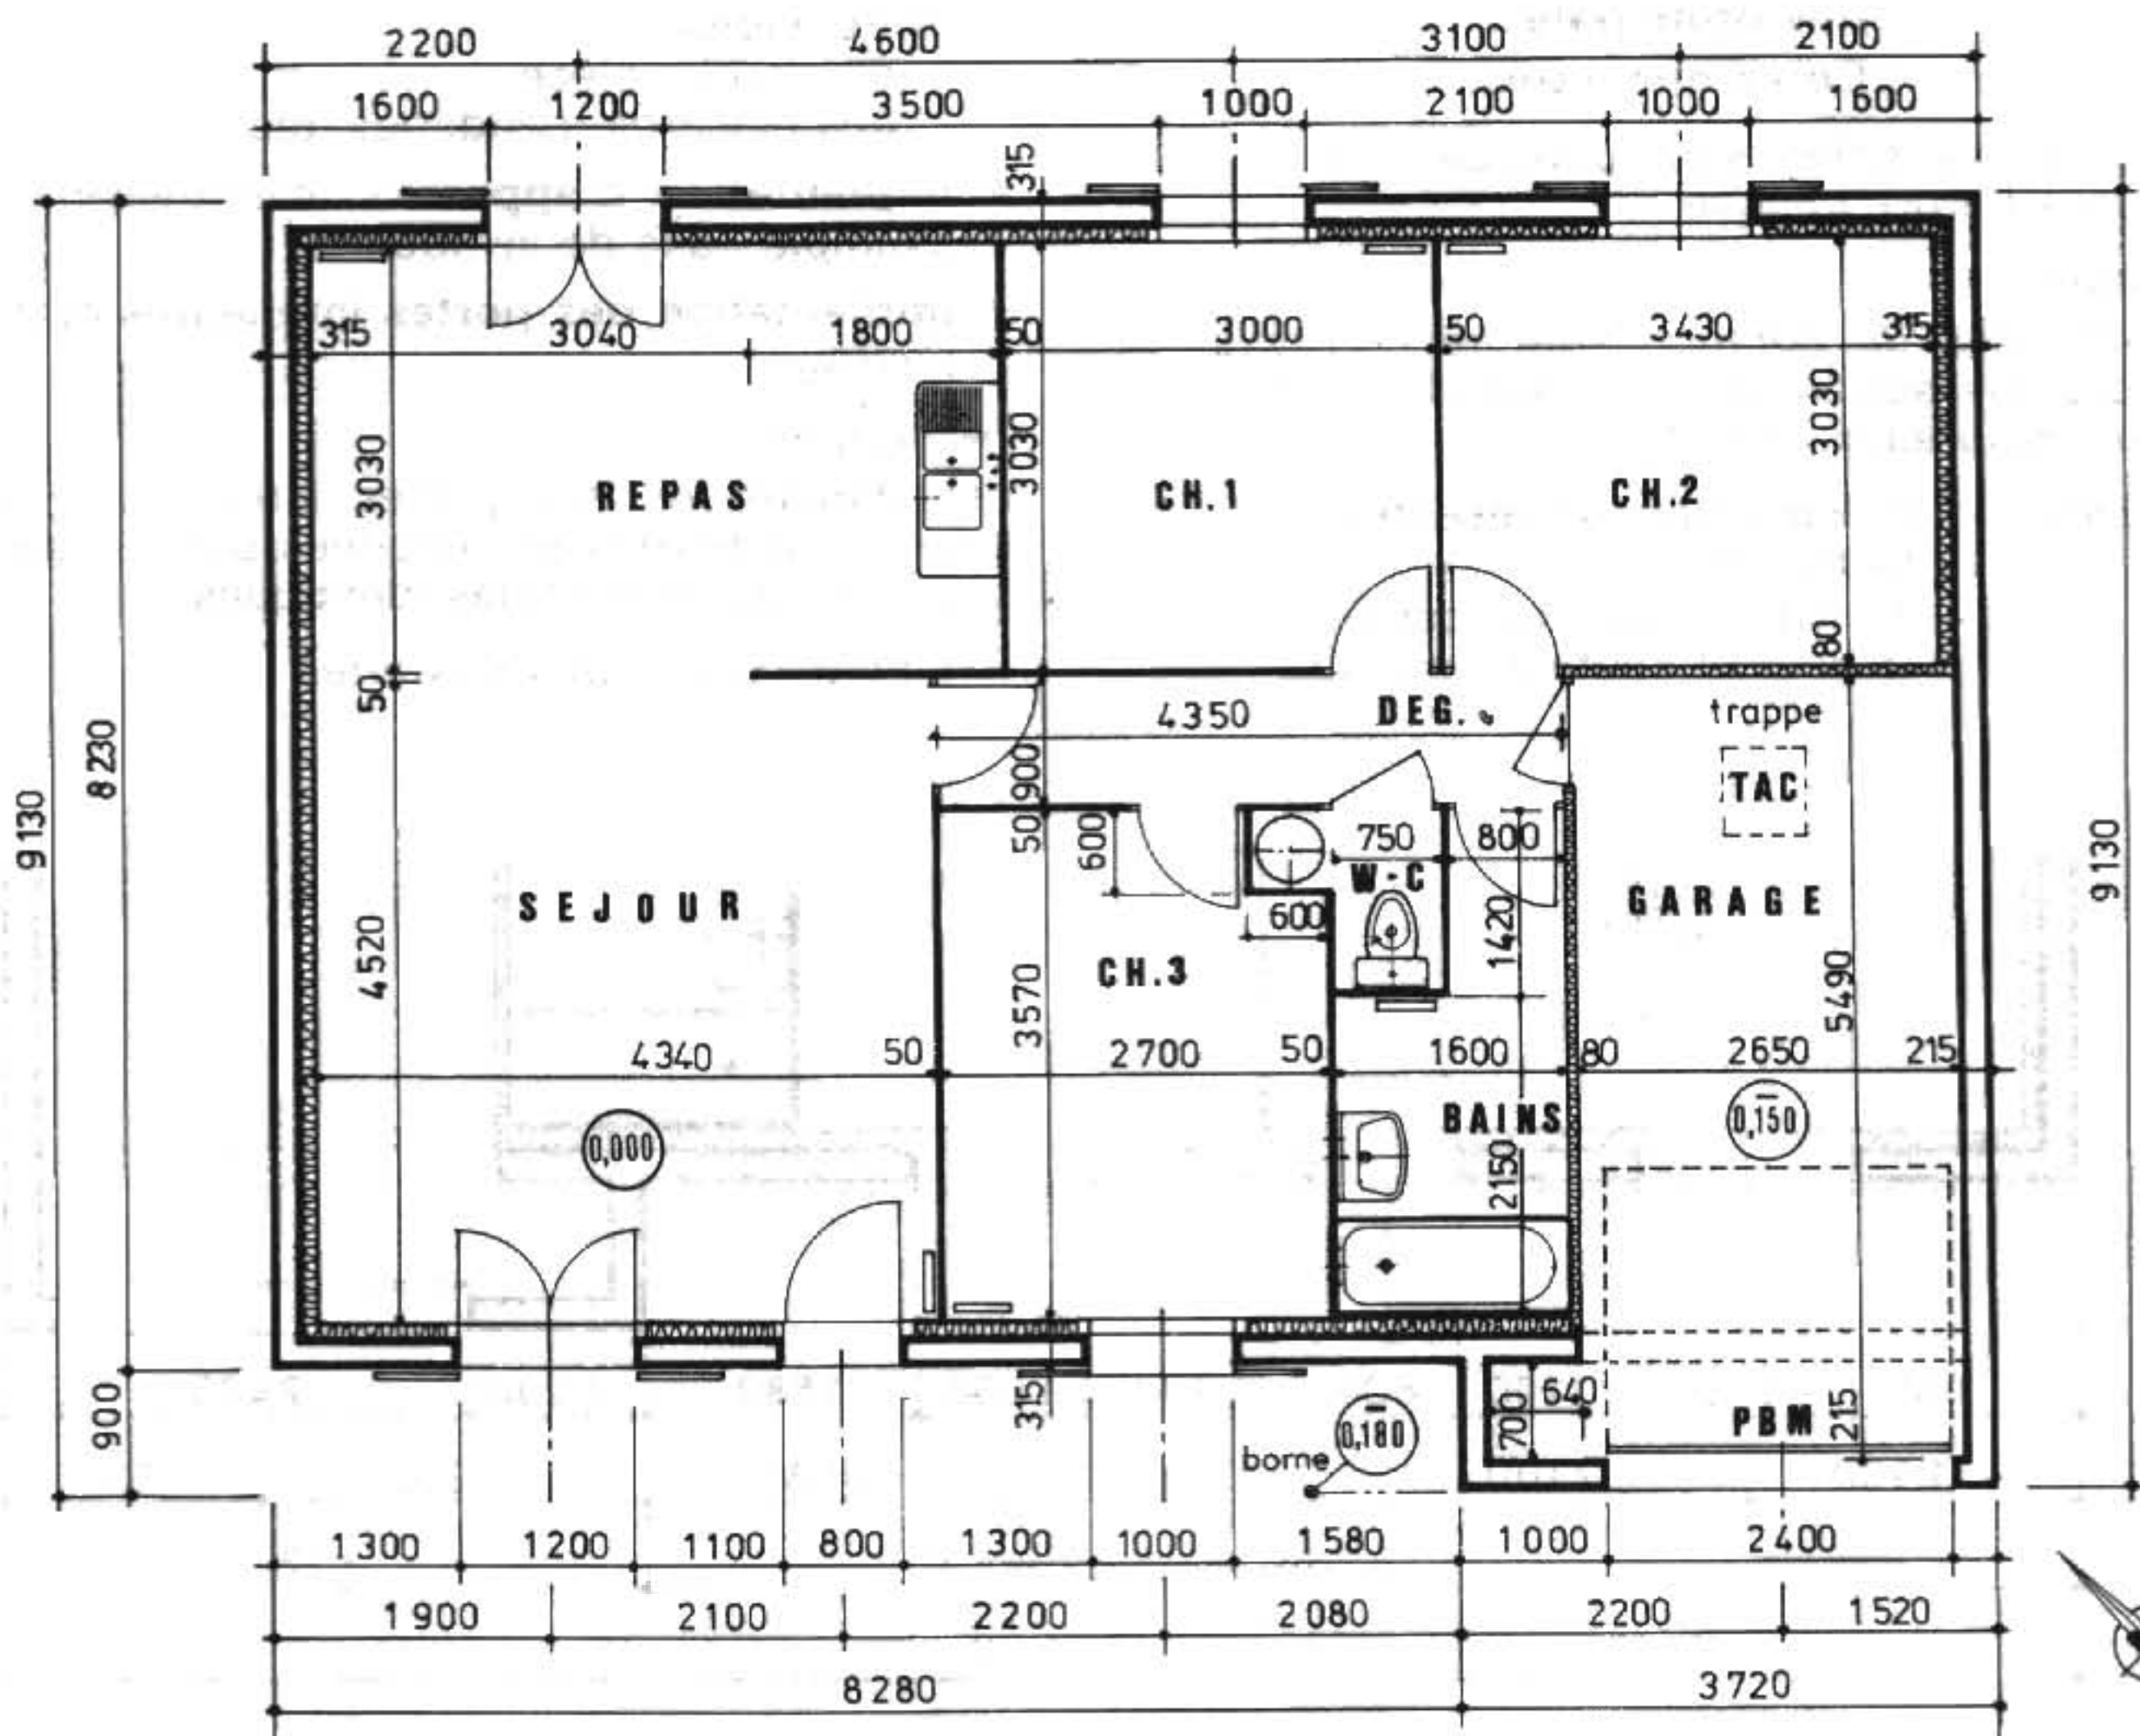 2200 4600 3100 2100
1600 1200 3500 1000 2100 1000 1600
315
315 3040 1800 50 3000 50 3430 315
3030 3030 3030
REPAS CH.1 CH.2
80
50
4350 DEG. trappe
900 TAC
8230
9130
9130
50 600 750 800
W-C
SEJOUR GARAGE
600 1420
4520 CH.3
3570 5490
4340 50 2700 50 1600 80 2650 215
BAINS 0,150
0,000
2150
900
315 640
700 PBM 215
0,180
borne
1300 1200 1100 800 1300 1000 1580 1000 2400
1900 2100 2200 2080 2200 1520
8280 3720